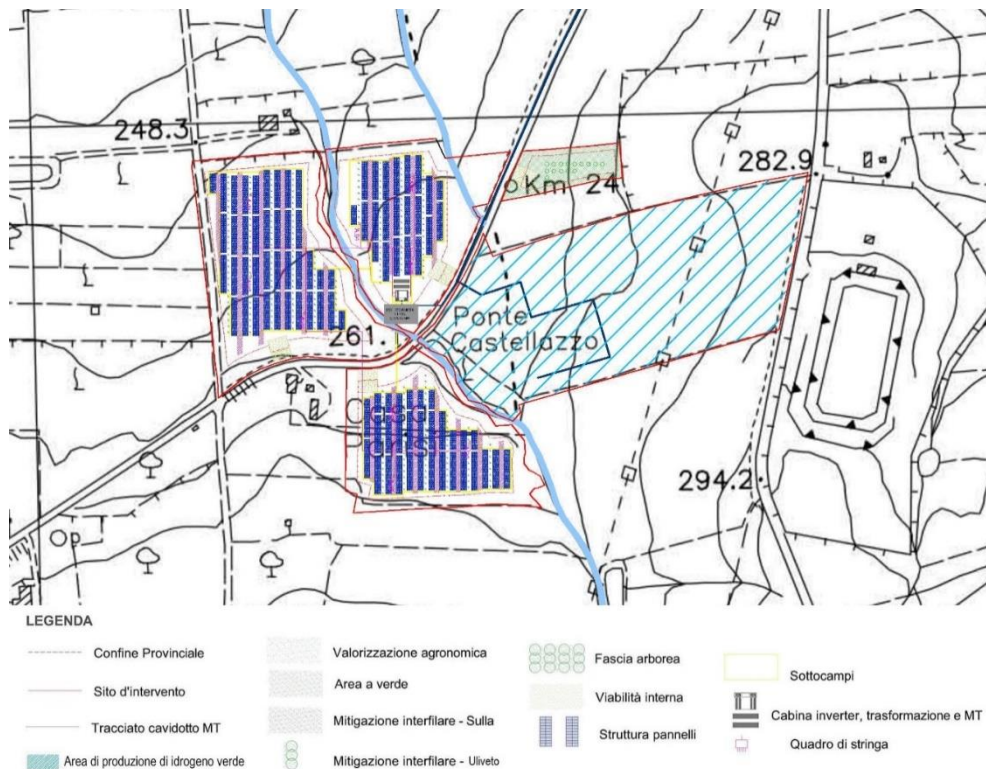 248.3
282.9
Km 24
Ponte
Castellazzo
261.
294.2
LEGENDA
Confine Provinciale
Sito d'intervento
Tracciato cavidotto MT
Area di produzione di idrogeno verde
Valorizzazione agronomica
Area a verde
Mitigazione interfilare - Sulla
Mitigazione interfilare - Uliveto
Fascia arborea
Viabilità interna
Struttura pannelli
Sottocampi
Cabina inverter, trasformazione e MT
Quadro di stringa